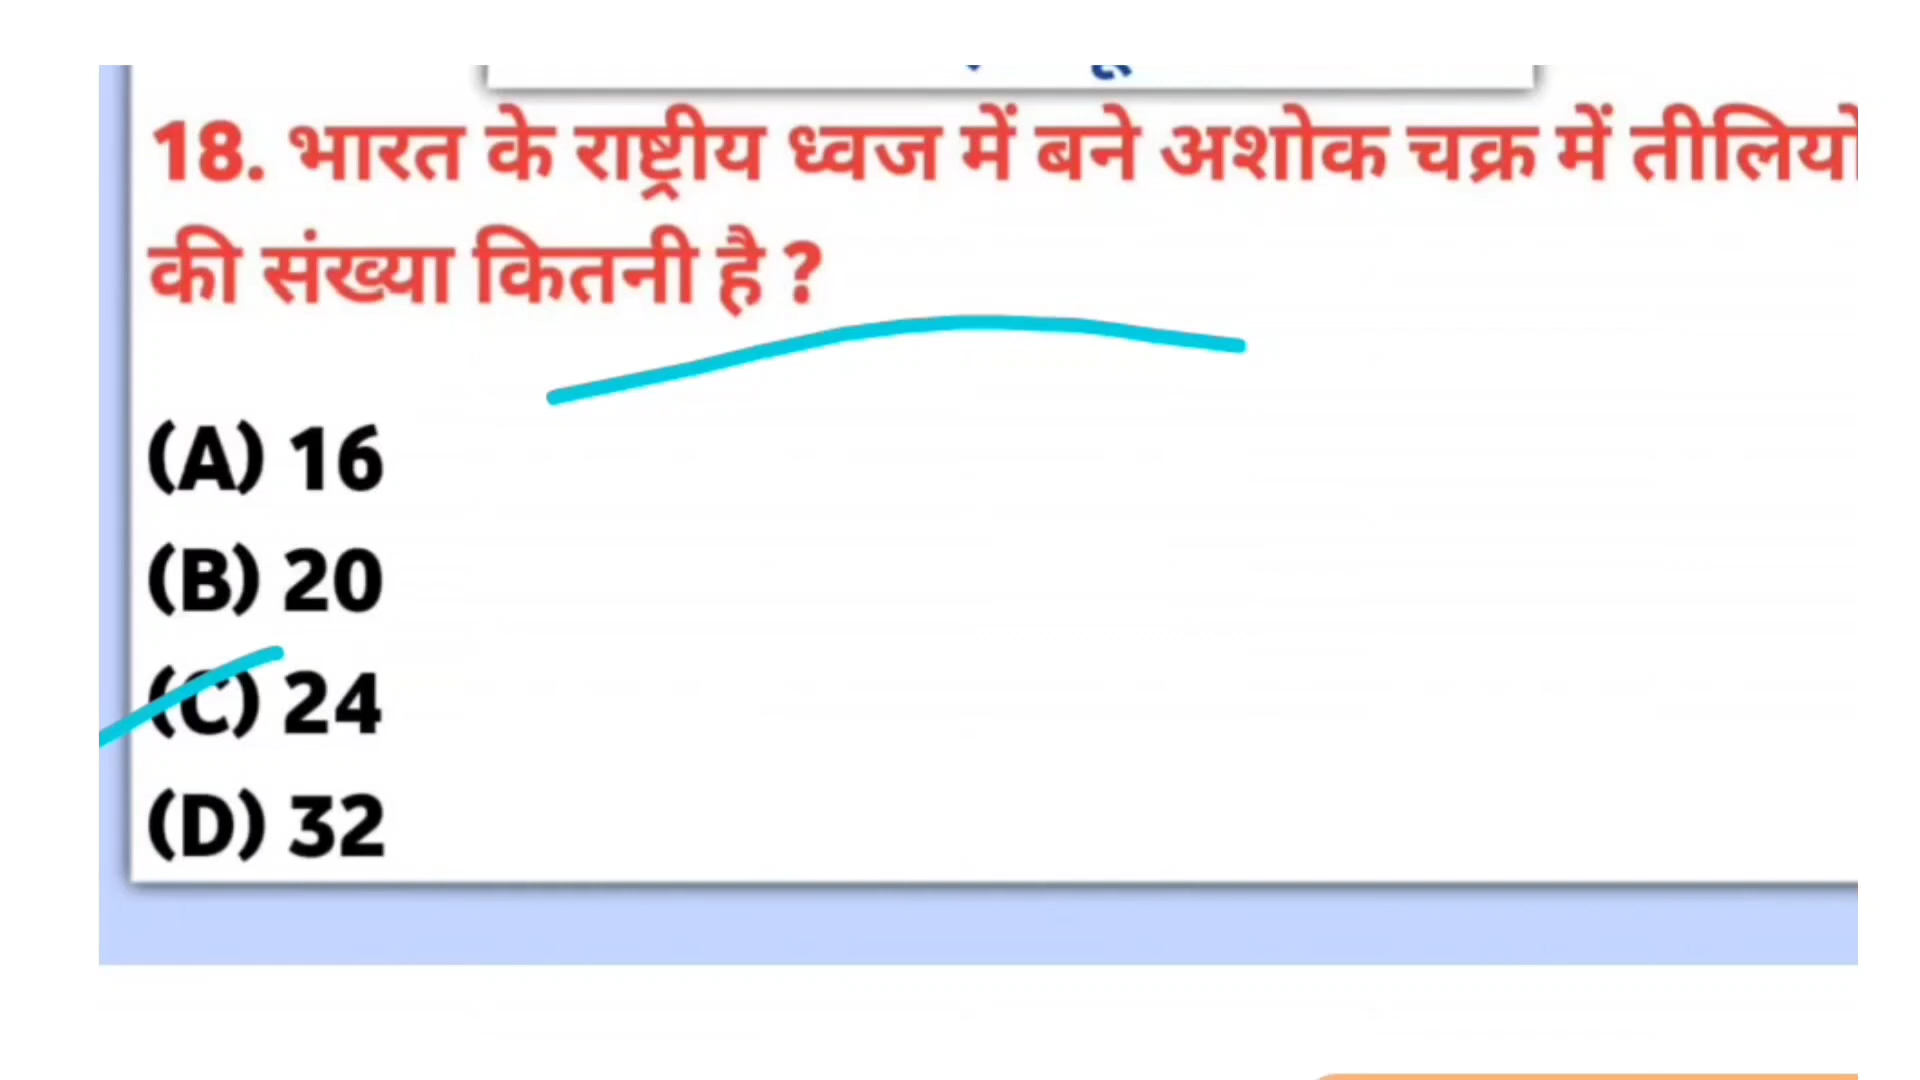 18. भारत के राष्ट्रीय ध्वज में बने अशोक चक्र में तीलियो
की संख्या कितनी है ?
(A) 16
(B) 20
(C) 24
(D) 32